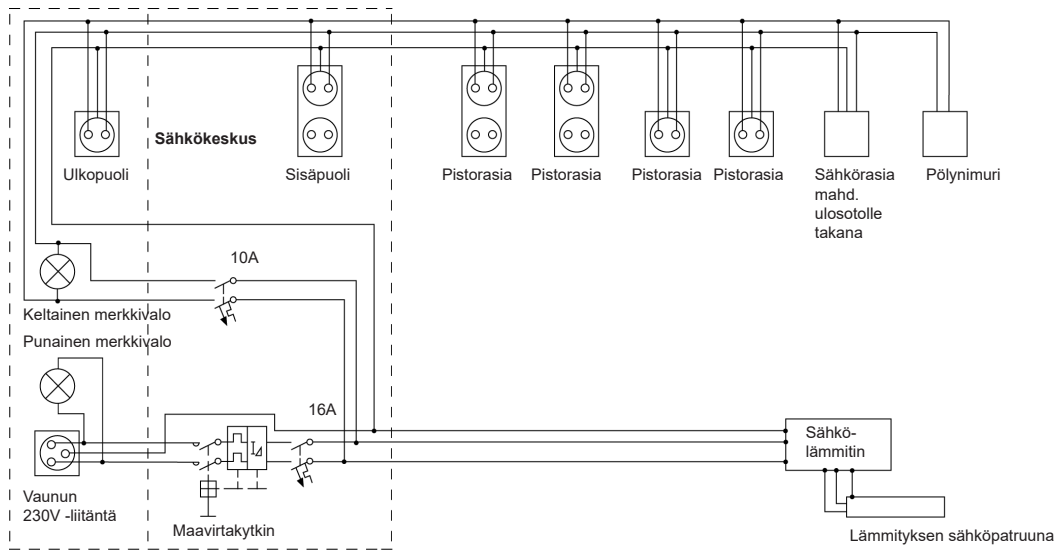 Sähkökeskus
Ulkopuoli
Sisäpuoli
Pistorasia
Pistorasia
Pistorasia
Pistorasia
Sähkörasia
mahd.
ulosotolle
takana
Pölynimuri
10A
Keltainen merkkivalo
Punainen merkkivalo
16A
I⊿
Sähkö-
lämmitin
Vaunun
230V -liitäntä
Maavirtakytkin
Lämmityksen sähköpatruuna